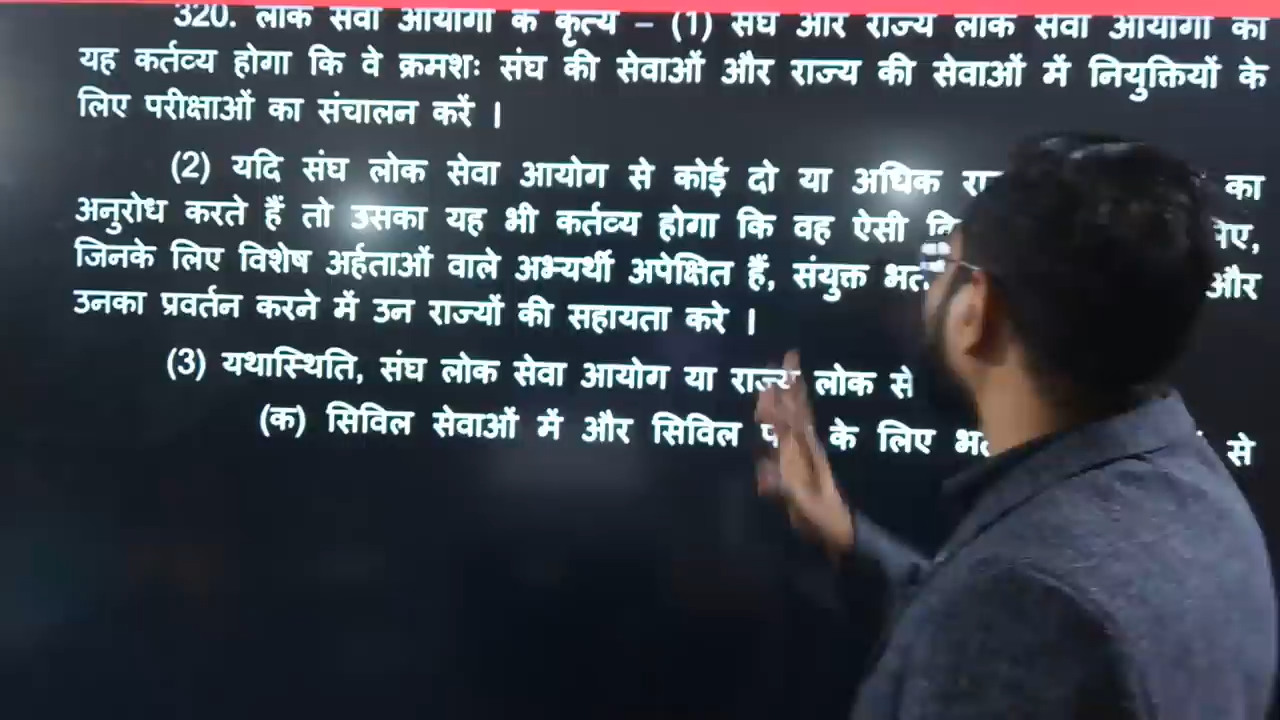 320. लोक सेवा आयोगों के कृत्य – (1) संघ और राज्य लोक सेवा आयोगों का
यह कर्तव्य होगा कि वे क्रमशः संघ की सेवाओं और राज्य की सेवाओं में नियुक्तियों के
लिए परीक्षाओं का संचालन करें ।
(2) यदि संघ लोक सेवा आयोग से कोई दो या अधिक का
अनुरोध करते हैं तो उसका यह भी कर्तव्य होगा कि वह ऐसी
जिनके लिए विशेष अर्हताओं वाले अभ्यर्थी अपेक्षित हैं, संयुक्त और
उनका प्रवर्तन करने में उन राज्यों की सहायता करे ।
(3) यथास्थिति, संघ लोक सेवा आयोग या राज्य लोक से
(क) सिविल सेवाओं में और सिविल के लिए से